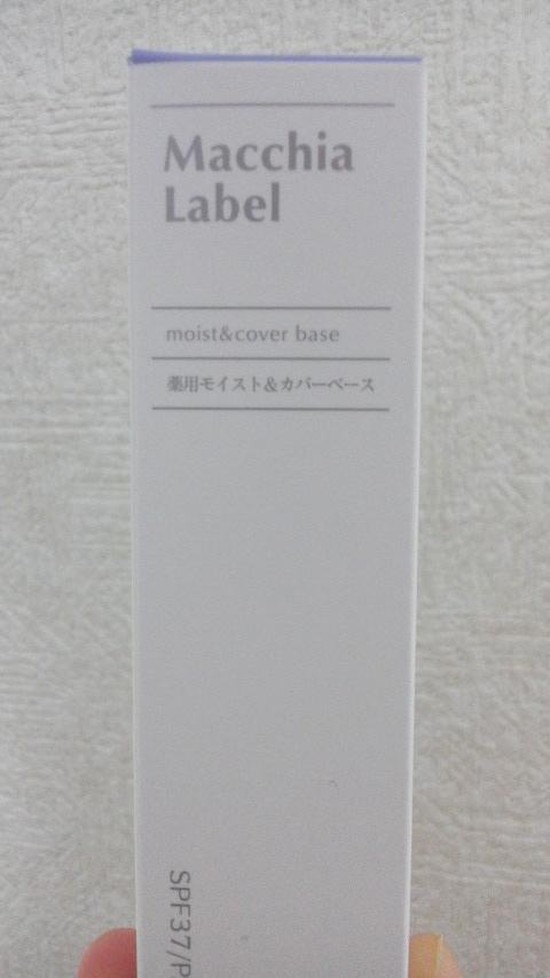 Macchia
Label
moist&cover base
薬用モイスト&カバーベース
SPF37/P